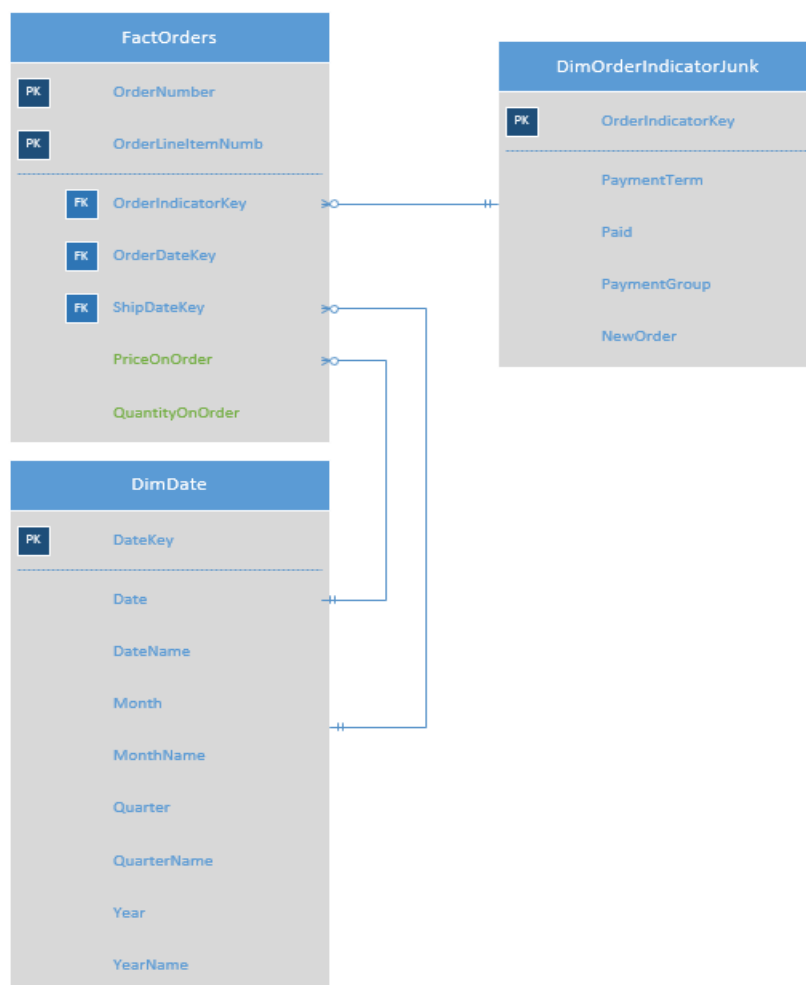 FactOrders
PK OrderNumber
PK OrderLineItemNumb
FK OrderIndicatorKey
FK OrderDateKey
FK ShipDateKey
PriceOnOrder
QuantityOnOrder
DimOrderIndicatorJunk
PK OrderIndicatorKey
PaymentTerm
Paid
PaymentGroup
NewOrder
DimDate
PK DateKey
Date
DateName
Month
MonthName
Quarter
QuarterName
Year
YearName